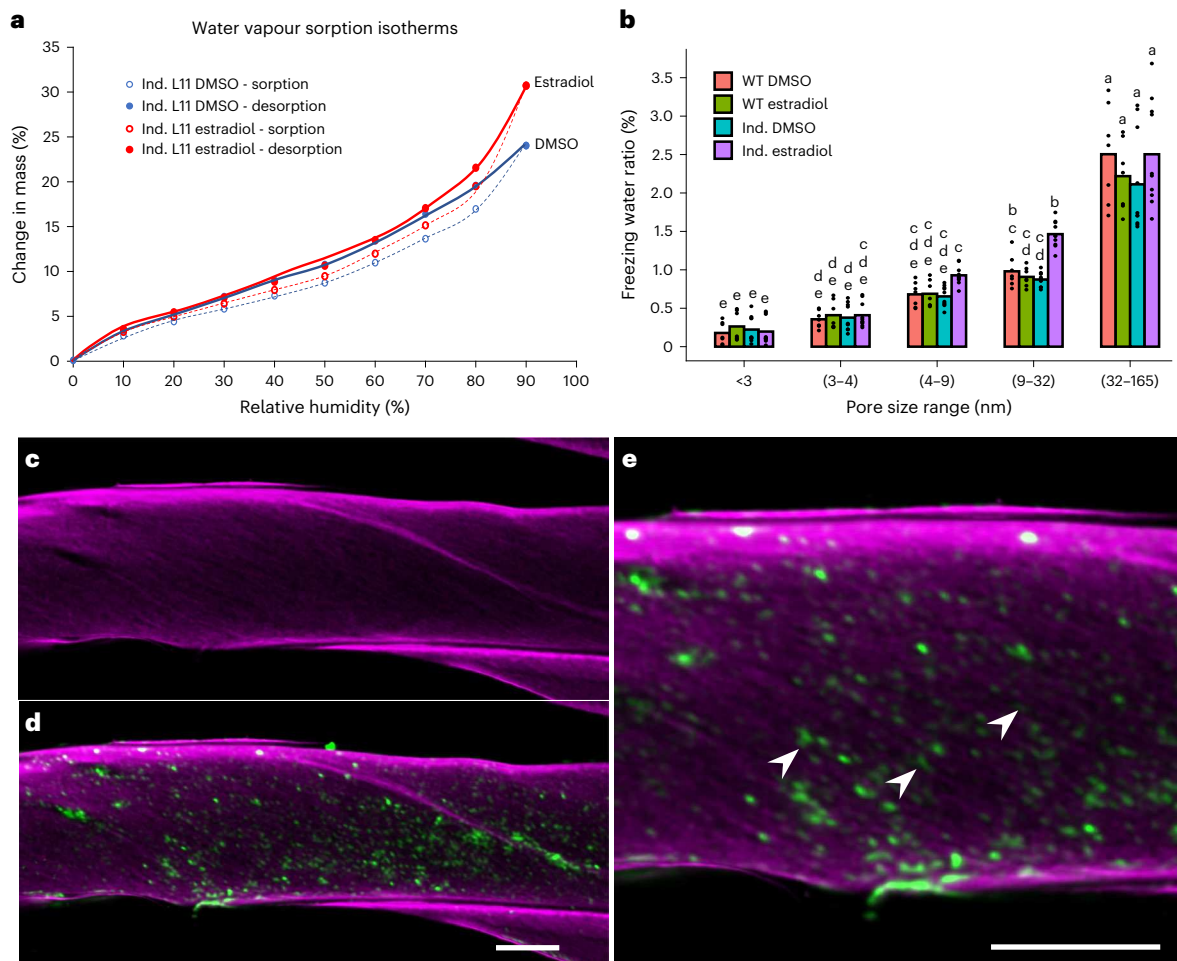 a
Water vapour sorption isotherms
35
30
25
20
15
10
5
0
Change in mass (%)
Ind. L11 DMSO - sorption
Ind. L11 DMSO - desorption
Ind. L11 estradiol - sorption
Ind. L11 estradiol - desorption
Estradiol
DMSO
0 10 20 30 40 50 60 70 80 90 100
Relative humidity (%)
b
3.5
3.0
2.5
2.0
1.5
1.0
0.5
0
Freezing water ratio (%)
WT DMSO
WT estradiol
Ind. DMSO
Ind. estradiol
e e e e
d d d c
e e e d
e
c c c c
d d d
e e
b c c b
c d d
a a a a
<3 (3–4) (4–9) (9–32) (32–165)
Pore size range (nm)
c
d
e